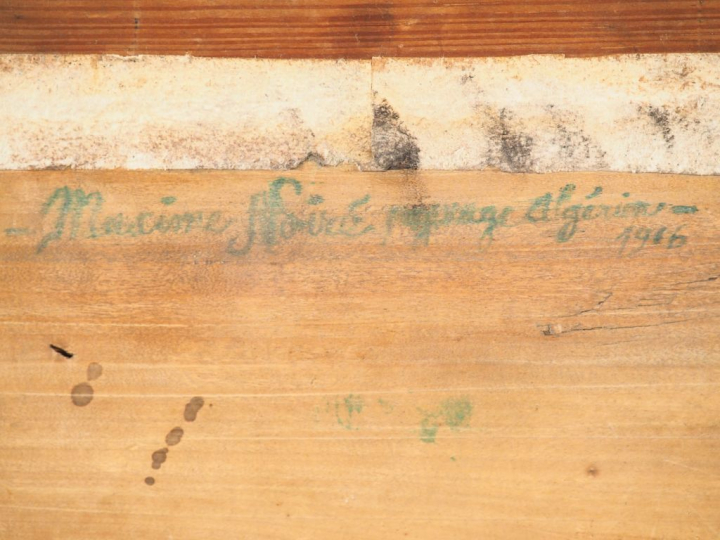 - Maxime Noiré, paysage Algérien -
1916